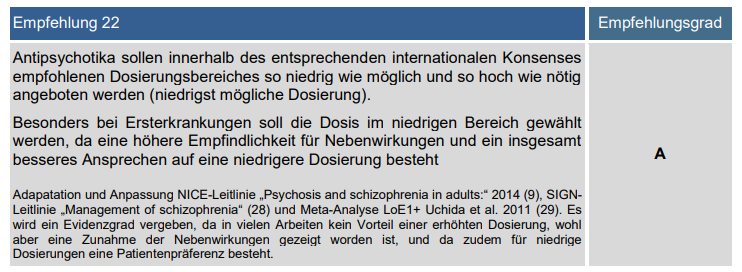 Empfehlung 22
Empfehlungsgrad
Antipsychotika sollen innerhalb des entsprechenden internationalen Konsenses
empfohlenen Dosierungsbereiches so niedrig wie möglich und so hoch wie nötig
angeboten werden (niedrigst mögliche Dosierung).
Besonders bei Ersterkrankungen soll die Dosis im niedrigen Bereich gewählt
werden, da eine höhere Empfindlichkeit für Nebenwirkungen und ein insgesamt
besseres Ansprechen auf eine niedrigere Dosierung besteht
A
Adapatation und Anpassung NICE-Leitlinie „Psychosis and schizophrenia in adults:“ 2014 (9), SIGN-
Leitlinie „Management of schizophrenia“ (28) und Meta-Analyse LoE1+ Uchida et al. 2011 (29). Es
wird ein Evidenzgrad vergeben, da in vielen Arbeiten kein Vorteil einer erhöhten Dosierung, wohl
aber eine Zunahme der Nebenwirkungen gezeigt worden ist, und da zudem für niedrige
Dosierungen eine Patientenpräferenz besteht.